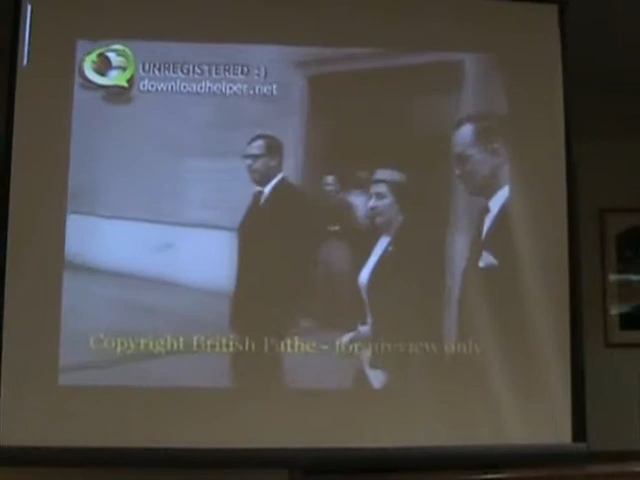 UNREGISTERED :)
downloadhelper.net
Copyright British Pathe - for preview only